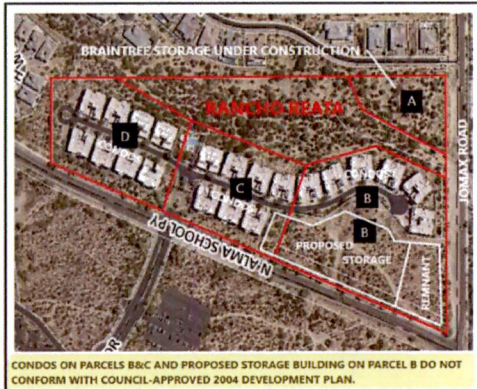 BRAINTREE STORAGE UNDER CONSTRUCTION
A
RANCHO REATA
D
C
CONDOS
B
B
PROPOSED
STORAGE
REMNANT
JOMAX ROAD
N ALMA SCHOOL PY
CONDOS ON PARCELS B&C AND PROPOSED STORAGE BUILDING ON PARCEL B DO NOT
CONFORM WITH COUNCIL-APPROVED 2004 DEVELOPMENT PLAN.